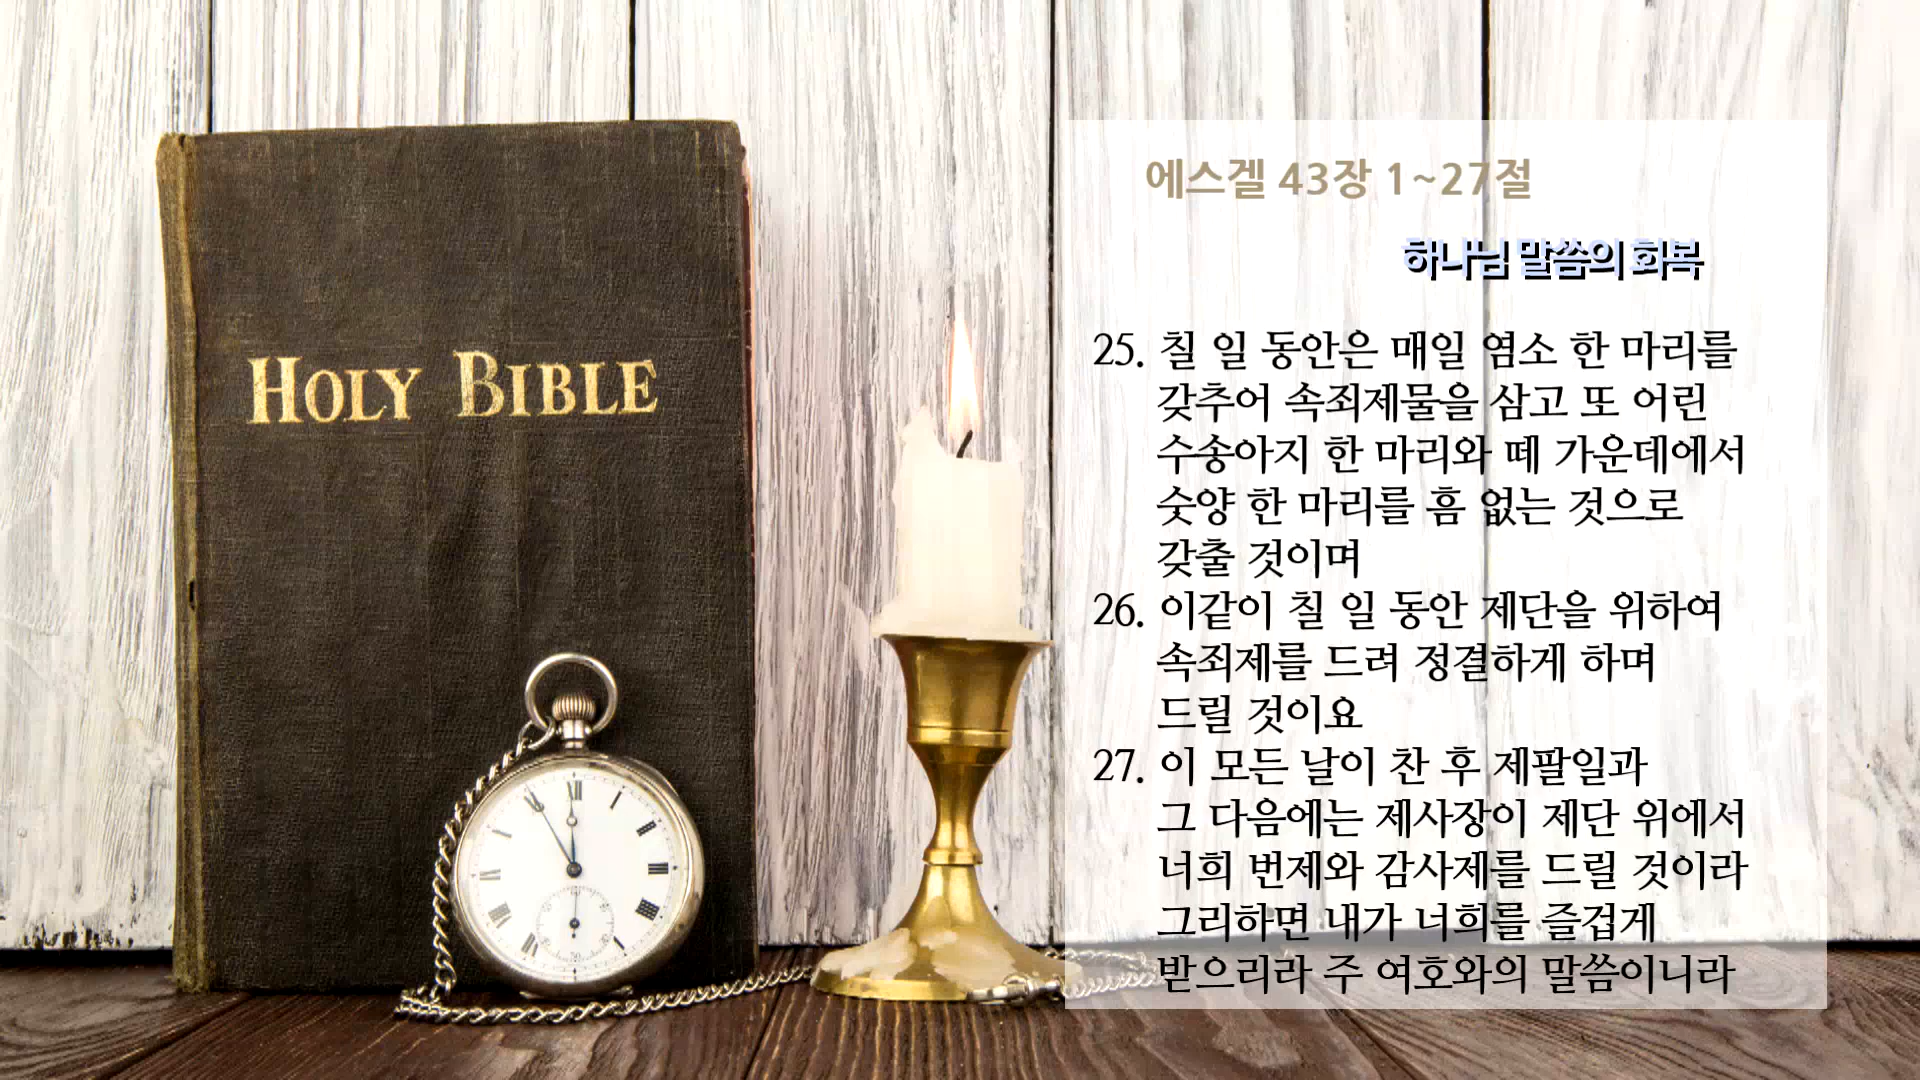 HOLY BIBLE
에스겔 43장 1~27절
하나님 말씀의 회복
25. 칠 일 동안은 매일 염소 한 마리를
갖추어 속죄제물을 삼고 또 어린
수송아지 한 마리와 떼 가운데에서
숫양 한 마리를 흠 없는 것으로
갖출 것이며
26. 이같이 칠 일 동안 제단을 위하여
속죄제를 드려 정결하게 하며
드릴 것이요
27. 이 모든 날이 찬 후 제팔일과
그 다음에는 제사장이 제단 위에서
너희 번제와 감사제를 드릴 것이라
그리하면 내가 너희를 즐겁게
받으리라 주 여호와의 말씀이니라